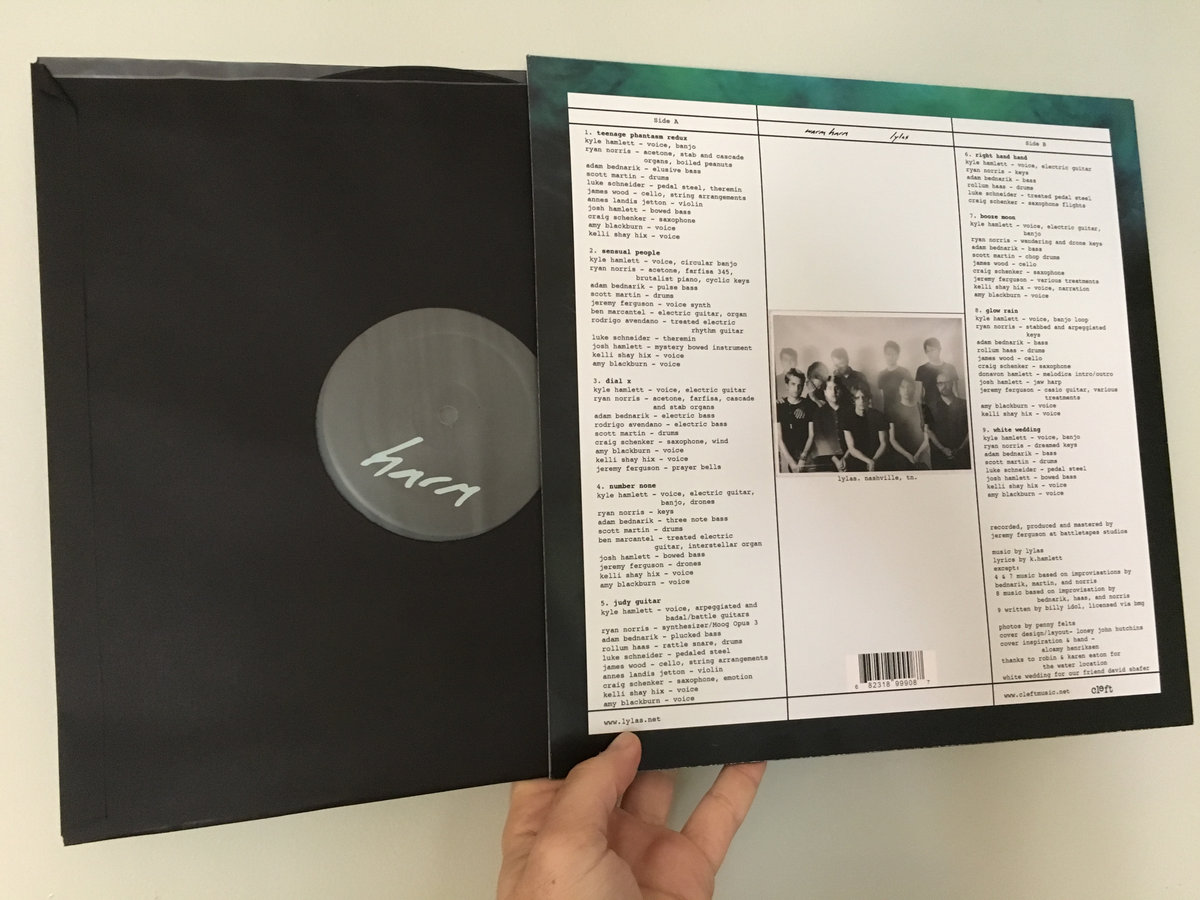 harm
Side A
1. teenage phantasm redux
kyle hamlett - voice, banjo
ryan norris - acetone, stab and cascade
organs, boiled peanuts
adam bednarik - elusive bass
scott martin - drums
luke schneider - pedal steel, theremin
james wood - cello, string arrangements
annes landis jetton - violin
josh hamlett - bowed bass
craig schenker - saxophone
amy blackburn - voice
kelli shay hix - voice
2. sensual people
kyle hamlett - voice, circular banjo
ryan norris - acetone, farfisa 345,
brutalist piano, cyclic keys
adam bednarik - pulse bass
scott martin - drums
jeremy ferguson - voice synth
ben marcantel - electric guitar, organ
rodrigo avendano - treated electric
rhythm guitar
luke schneider - theremin
josh hamlett - mystery bowed instrument
kelli shay hix - voice
amy blackburn - voice
3. dial x
kyle hamlett - voice, electric guitar
ryan norris - acetone, farfisa, cascade
and stab organs
adam bednarik - electric bass
rodrigo avendano - electric bass
scott martin - drums
craig schenker - saxophone, wind
amy blackburn - voice
kelli shay hix - voice
jeremy ferguson - prayer bells
4. number none
kyle hamlett - voice, electric guitar,
banjo, drones
ryan norris - keys
adam bednarik - three note bass
scott martin - drums
ben marcantel - treated electric
guitar, interstellar organ
josh hamlett - bowed bass
jeremy ferguson - drones
kelli shay hix - voice
amy blackburn - voice
5. judy guitar
kyle hamlett - voice, arpeggiated and
badal/battle guitars
ryan norris - synthesizer/Moog Opus 3
adam bednarik - plucked bass
rollum haas - rattle snare, drums
luke schneider - pedaled steel
james wood - cello, string arrangements
annes landis jetton - violin
craig schenker - saxophone, emotion
kelli shay hix - voice
amy blackburn - voice
www.lylas.net
warm harm lylas
lylas. nashville, tn.
6 82318 99908 7
Side B
6. right hand hand
kyle hamlett - voice, electric guitar
ryan norris - keys
adam bednarik - bass
rollum haas - drums
luke schneider - treated pedal steel
craig schenker - saxophone flights
7. booze moon
kyle hamlett - voice, electric guitar,
banjo
ryan norris - wandering and drone keys
adam bednarik - bass
scott martin - chop drums
james wood - cello
craig schenker - saxophone
jeremy ferguson - various treatments
kelli shay hix - voice, narration
amy blackburn - voice
8. glow rain
kyle hamlett - voice, banjo loop
ryan norris - stabbed and arpeggiated
keys
adam bednarik - bass
rollum haas - drums
james wood - cello
craig schenker - saxophone
donavon hamlett - melodica intro/outro
josh hamlett - jaw harp
jeremy ferguson - casio guitar, various
treatments
amy blackburn - voice
kelli shay hix - voice
9. white wedding
kyle hamlett - voice, banjo
ryan norris - dreamed keys
adam bednarik - bass
scott martin - drums
luke schneider - pedal steel
josh hamlett - bowed bass
kelli shay hix - voice
amy blackburn - voice
recorded, produced and mastered by
jeremy ferguson at battletapes studios
music by lylas
lyrics by k.hamlett
except:
4 & 7 music based on improvisations by
bednarik, martin, and norris
8 music based on improvisation by
bednarik, haas, and norris
9 written by billy idol, licensed via bmg
photos by penny felts
cover design/layout- loney john hutchins
cover inspiration & hand -
aloamy henriksen
thanks to robin & karen eaton for
the water location
white wedding for our friend david shafer
www.cleftmusic.net cleft